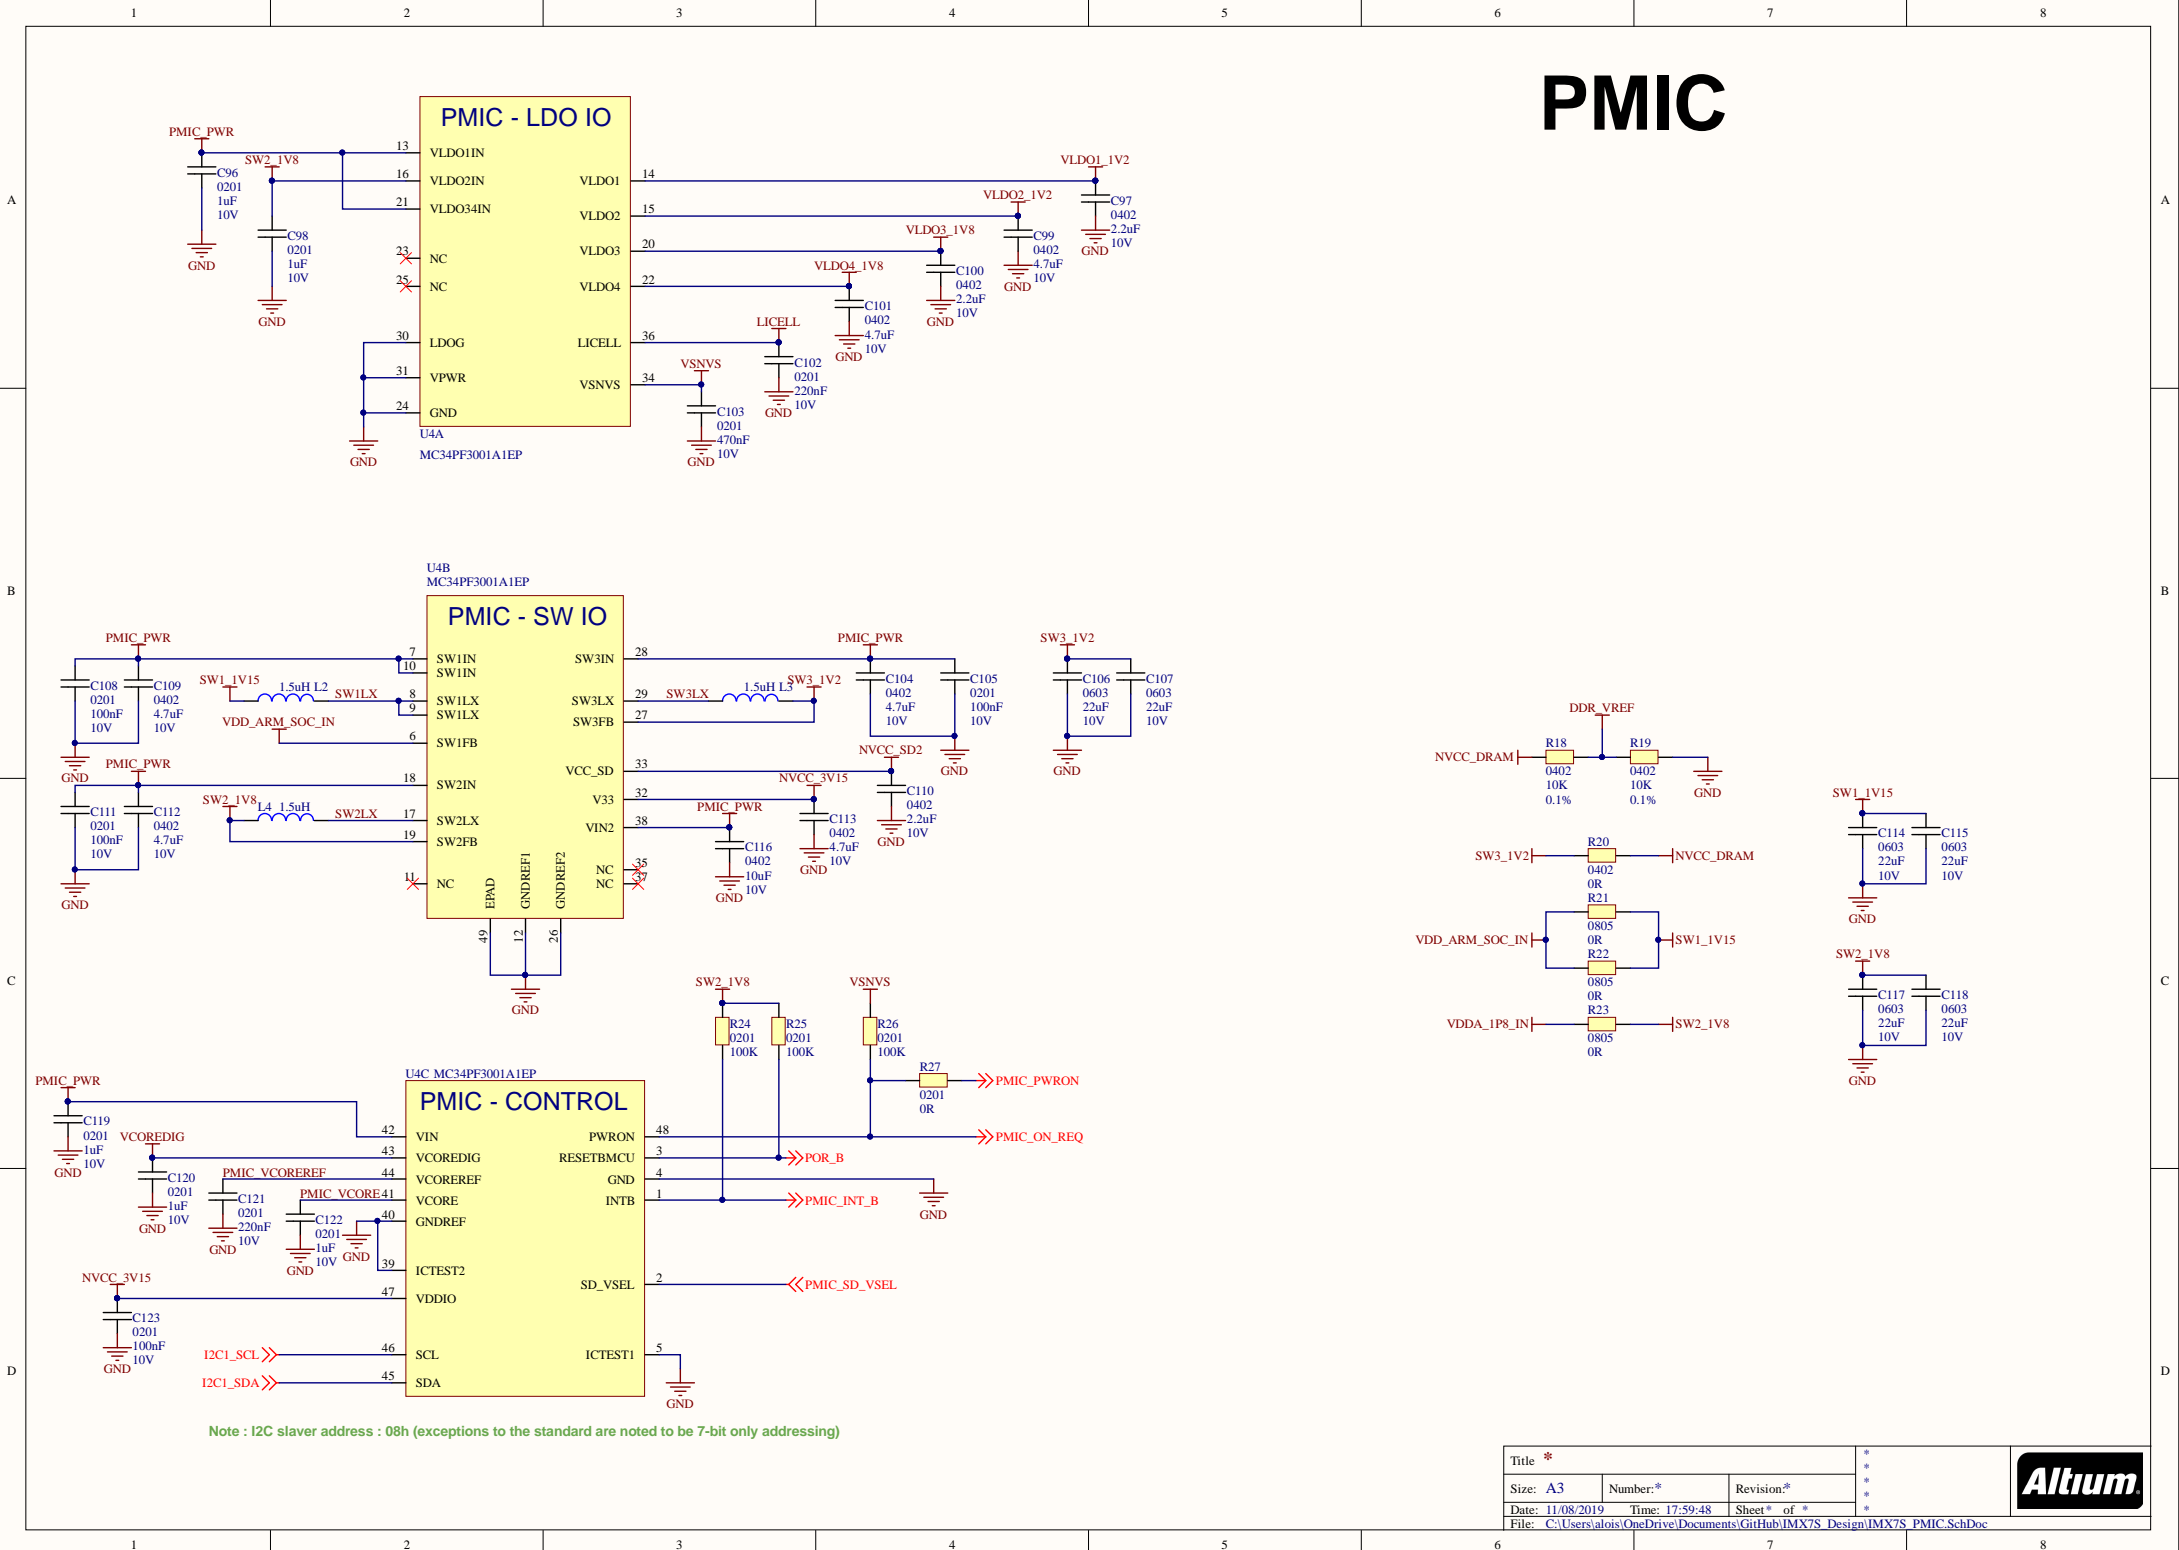 1 2 3 4 5 6 7 8
PMIC
A A
B B
C C
D D
PMIC - LDO IO
PMIC_PWR
C96
0201
1uF
10V
GND
SW2_1V8
C98
0201
1uF
10V
GND
13 VLDO1IN
16 VLDO2IN
21 VLDO34IN
23 NC
25 NC
30 LDOG
31 VPWR
24 GND
GND
VLDO1 14
VLDO2 15
VLDO3 20
VLDO4 22
LICELL 36
VSNVS 34
U4A
MC34PF3001A1EP
VLDO1_1V2
C97
0402
2.2uF
10V
GND
VLDO2_1V2
C99
0402
4.7uF
10V
GND
VLDO3_1V8
C100
0402
2.2uF
10V
GND
VLDO4_1V8
C101
0402
4.7uF
10V
GND
LICELL
C102
0201
220nF
10V
GND
VSNVS
C103
0201
470nF
10V
GND
U4B
MC34PF3001A1EP
PMIC - SW IO
PMIC_PWR
C108
0201
100nF
10V
C109
0402
4.7uF
10V
GND
SW1_1V15
1.5uH L2
SW1LX
VDD_ARM_SOC_IN
PMIC_PWR
C111
0201
100nF
10V
C112
0402
4.7uF
10V
GND
SW2_1V8
L4 1.5uH
SW2LX
7 SW1IN
10 SW1IN
8 SW1LX
9 SW1LX
6 SW1FB
18 SW2IN
17 SW2LX
19 SW2FB
11 NC
EPAD 49
GNDREF1 12
GNDREF2 26
GND
SW3IN 28
SW3LX 29
SW3FB 27
VCC_SD 33
V33 32
VIN2 38
NC 35
NC 37
PMIC_PWR
SW3LX
1.5uH L3
SW3_1V2
C104
0402
4.7uF
10V
C105
0201
100nF
10V
GND
SW3_1V2
C106
0603
22uF
10V
C107
0603
22uF
10V
GND
NVCC_SD2
C110
0402
2.2uF
10V
GND
NVCC_3V15
C113
0402
4.7uF
10V
GND
PMIC_PWR
C116
0402
10uF
10V
GND
DDR_VREF
NVCC_DRAM
R18
0402
10K
0.1%
R19
0402
10K
0.1%
GND
SW3_1V2
R20
0402
0R
NVCC_DRAM
VDD_ARM_SOC_IN
R21
0805
0R
R22
0805
0R
SW1_1V15
VDDA_1P8_IN
R23
0805
0R
SW2_1V8
SW1_1V15
C114
0603
22uF
10V
C115
0603
22uF
10V
GND
SW2_1V8
C117
0603
22uF
10V
C118
0603
22uF
10V
GND
U4C MC34PF3001A1EP
PMIC - CONTROL
PMIC_PWR
C119
0201
1uF
10V
GND
VCOREDIG
C120
0201
1uF
10V
GND
PMIC_VCOREREF
C121
0201
220nF
10V
GND
PMIC_VCORE
C122
0201
1uF
10V
GND
GND
NVCC_3V15
C123
0201
100nF
10V
GND
I2C1_SCL
I2C1_SDA
42 VIN
43 VCOREDIG
44 VCOREREF
41 VCORE
40 GNDREF
39 ICTEST2
47 VDDIO
46 SCL
45 SDA
PWRON 48
RESETBMCU 3
GND 4
INTB 1
SD_VSEL 2
ICTEST1 5
SW2_1V8
R24
0201
100K
R25
0201
100K
VSNVS
R26
0201
100K
R27
0201
0R
PMIC_PWRON
PMIC_ON_REQ
POR_B
PMIC_INT_B
GND
PMIC_SD_VSEL
GND
Note : I2C slaver address : 08h (exceptions to the standard are noted to be 7-bit only addressing)
Title *
Size: A3 Number:* Revision:*
Date: 11/08/2019 Time: 17:59:48 Sheet* of *
File: C:\Users\alois\OneDrive\Documents\GitHub\IMX7S_Design\IMX7S_PMIC.SchDoc
*
*
*
*
*
Altium
1 2 3 4 5 6 7 8